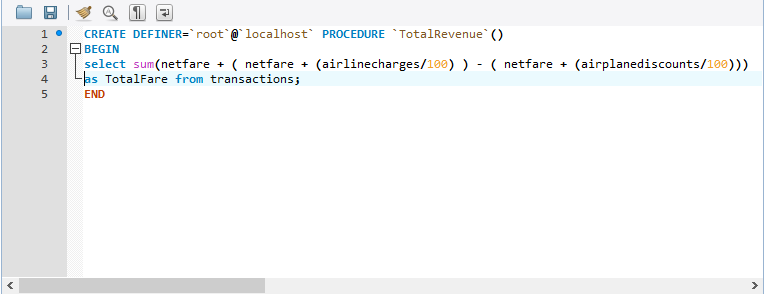 1 CREATE DEFINER=`root`@`localhost` PROCEDURE `TotalRevenue`()
2 BEGIN
3 select sum(netfare + ( netfare + (airlinecharges/100) ) - ( netfare + (airplanediscounts/100)))
4 as TotalFare from transactions;
5 END